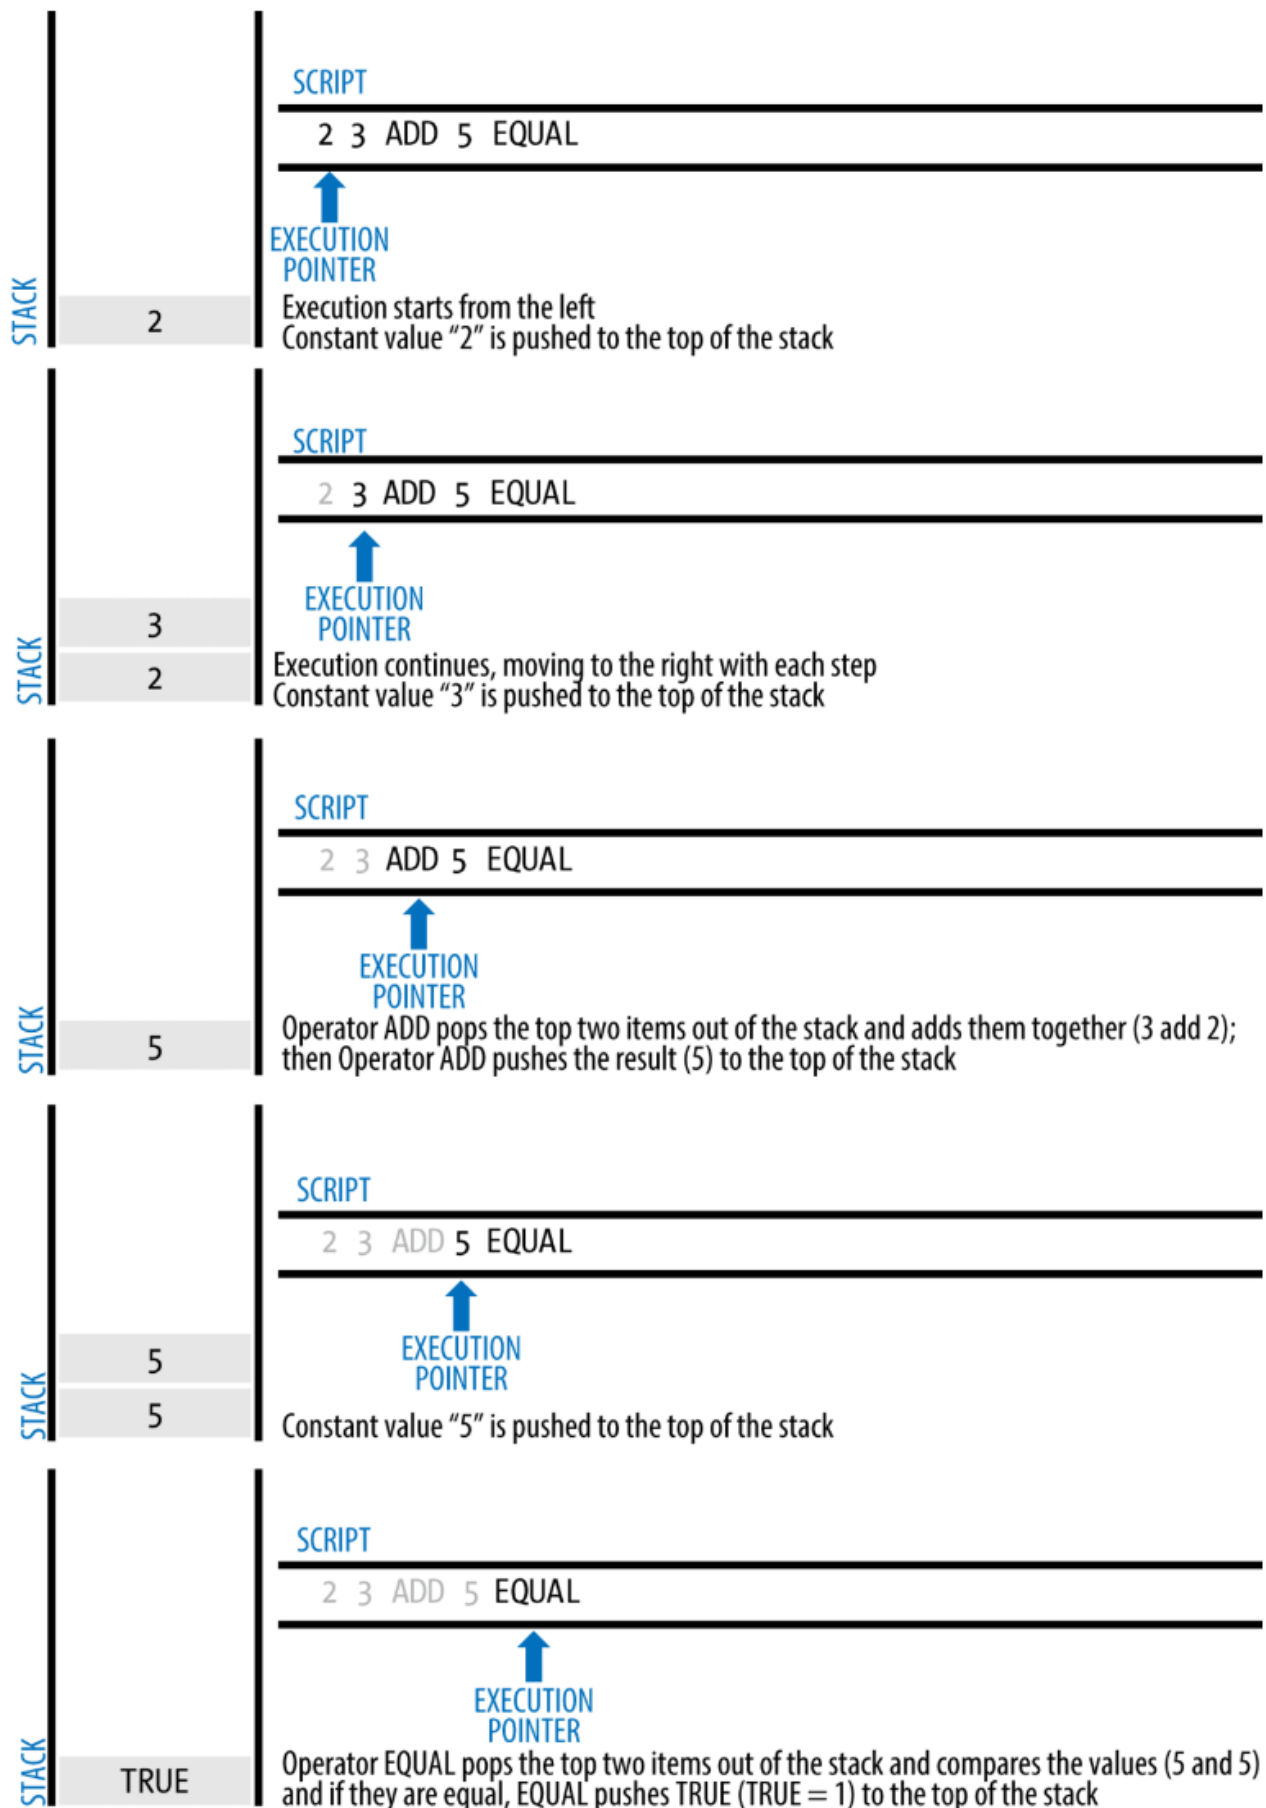 SCRIPT
2 3 ADD 5 EQUAL
EXECUTION
POINTER
STACK
2
Execution starts from the left
Constant value “2” is pushed to the top of the stack
SCRIPT
2 3 ADD 5 EQUAL
EXECUTION
POINTER
STACK
3
2
Execution continues, moving to the right with each step
Constant value “3” is pushed to the top of the stack
SCRIPT
2 3 ADD 5 EQUAL
EXECUTION
POINTER
STACK
5
Operator ADD pops the top two items out of the stack and adds them together (3 add 2);
then Operator ADD pushes the result (5) to the top of the stack
SCRIPT
2 3 ADD 5 EQUAL
EXECUTION
POINTER
STACK
5
5
Constant value “5” is pushed to the top of the stack
SCRIPT
2 3 ADD 5 EQUAL
EXECUTION
POINTER
STACK
TRUE
Operator EQUAL pops the top two items out of the stack and compares the values (5 and 5)
and if they are equal, EQUAL pushes TRUE (TRUE = 1) to the top of the stack